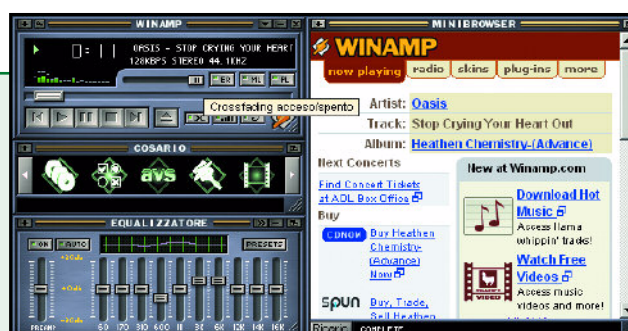 WINAMP
OASIS - STOP CRYING YOUR HEART
128KBPS STEREO 44.1KHZ
EQ
ML
PL
Crossfading acceso/spento
COSARIO
avs
EQUALIZZATORE
ON
AUTO
PRESETS
PREAMP
60 170 310 600 1K 3K 6K 12K 14K 16K
MINIBROWSER
WINAMP
now playing
radio
skins
plug-ins
more
Artist: Oasis
Track: Stop Crying Your Heart Out
Album: Heathen Chemistry-(Advance)
Next Concerts
Find Concert Tickets
at AOL Box Office
Buy
CDNOW
Buy Heathen
Chemistry-
(Advance)
Now
spun
Buy, Trade,
Sell Heathen
New at Winamp.com
Download Hot
Music
Access llama
whippin' tracks!
Watch Free
Videos
Access music
videos and more!
COMPLETE